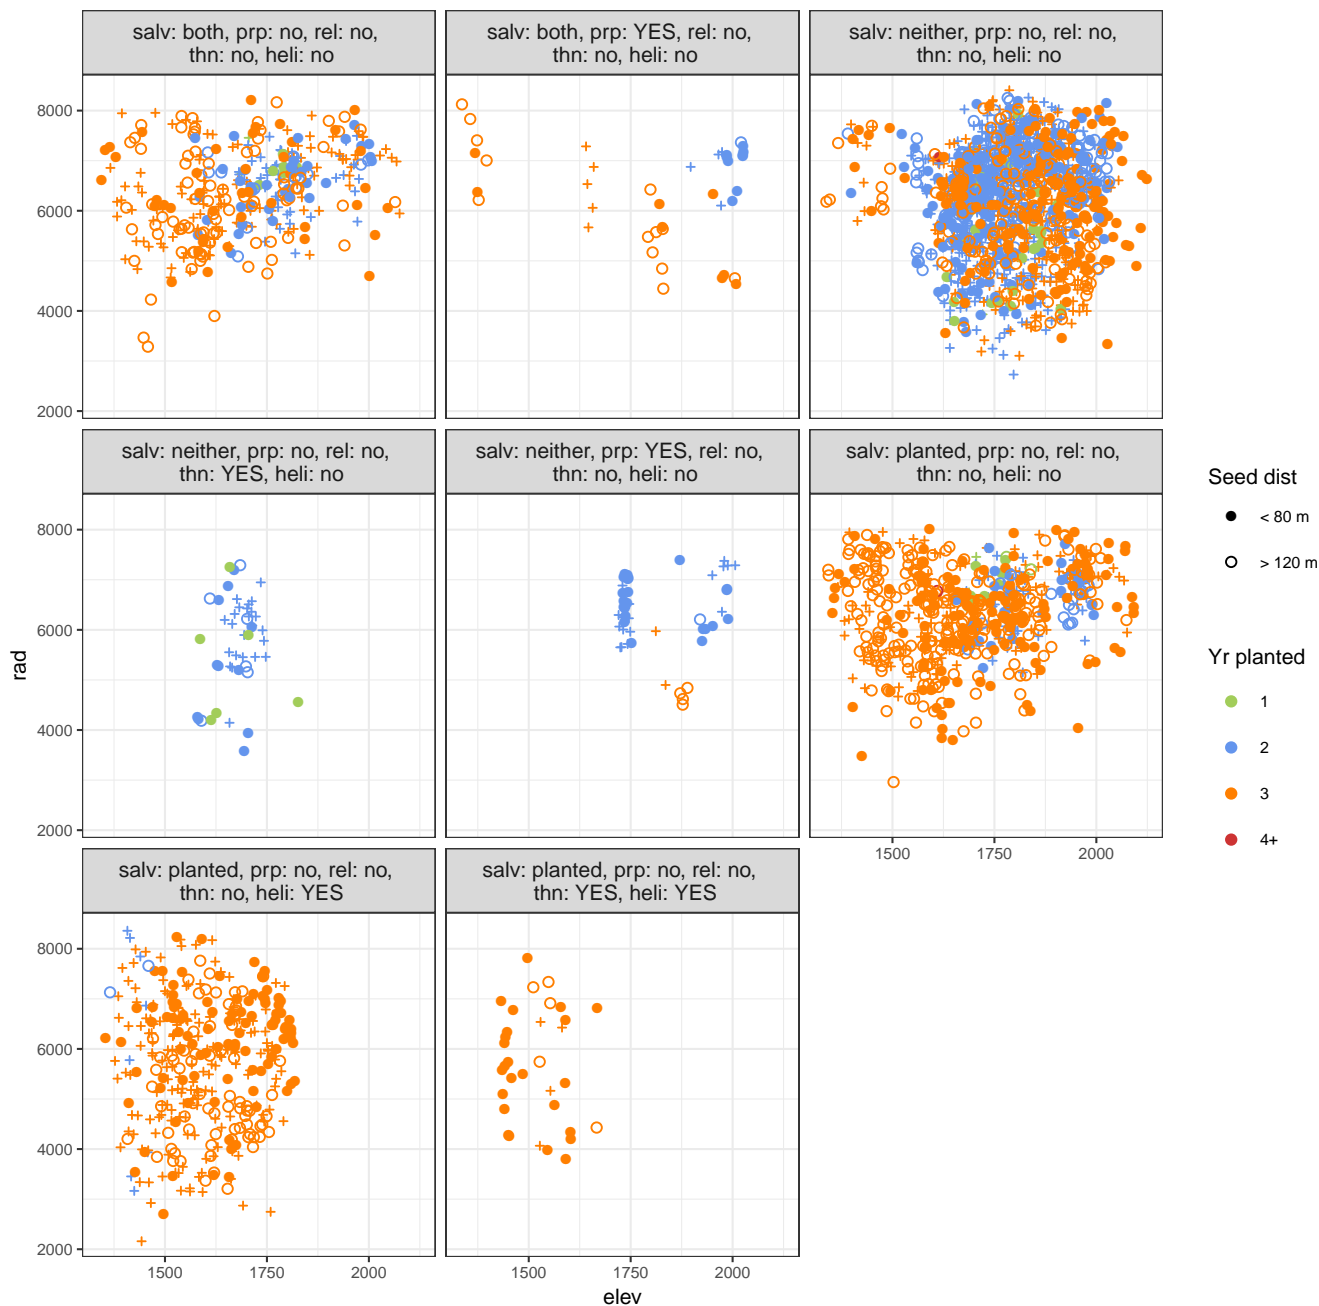 salv: both, prp: no, rel: no,
thn: no, heli: no
salv: both, prp: YES, rel: no,
thn: no, heli: no
salv: neither, prp: no, rel: no,
thn: no, heli: no
8000
6000
4000
2000
salv: neither, prp: no, rel: no,
thn: YES, heli: no
salv: neither, prp: YES, rel: no,
thn: no, heli: no
salv: planted, prp: no, rel: no,
thn: no, heli: no
8000
6000
4000
2000
1500
1750
2000
salv: planted, prp: no, rel: no,
thn: no, heli: YES
salv: planted, prp: no, rel: no,
thn: YES, heli: YES
8000
6000
4000
2000
1500
1750
2000
1500
1750
2000
elev
rad
Seed dist
< 80 m
> 120 m
Yr planted
1
2
3
4+